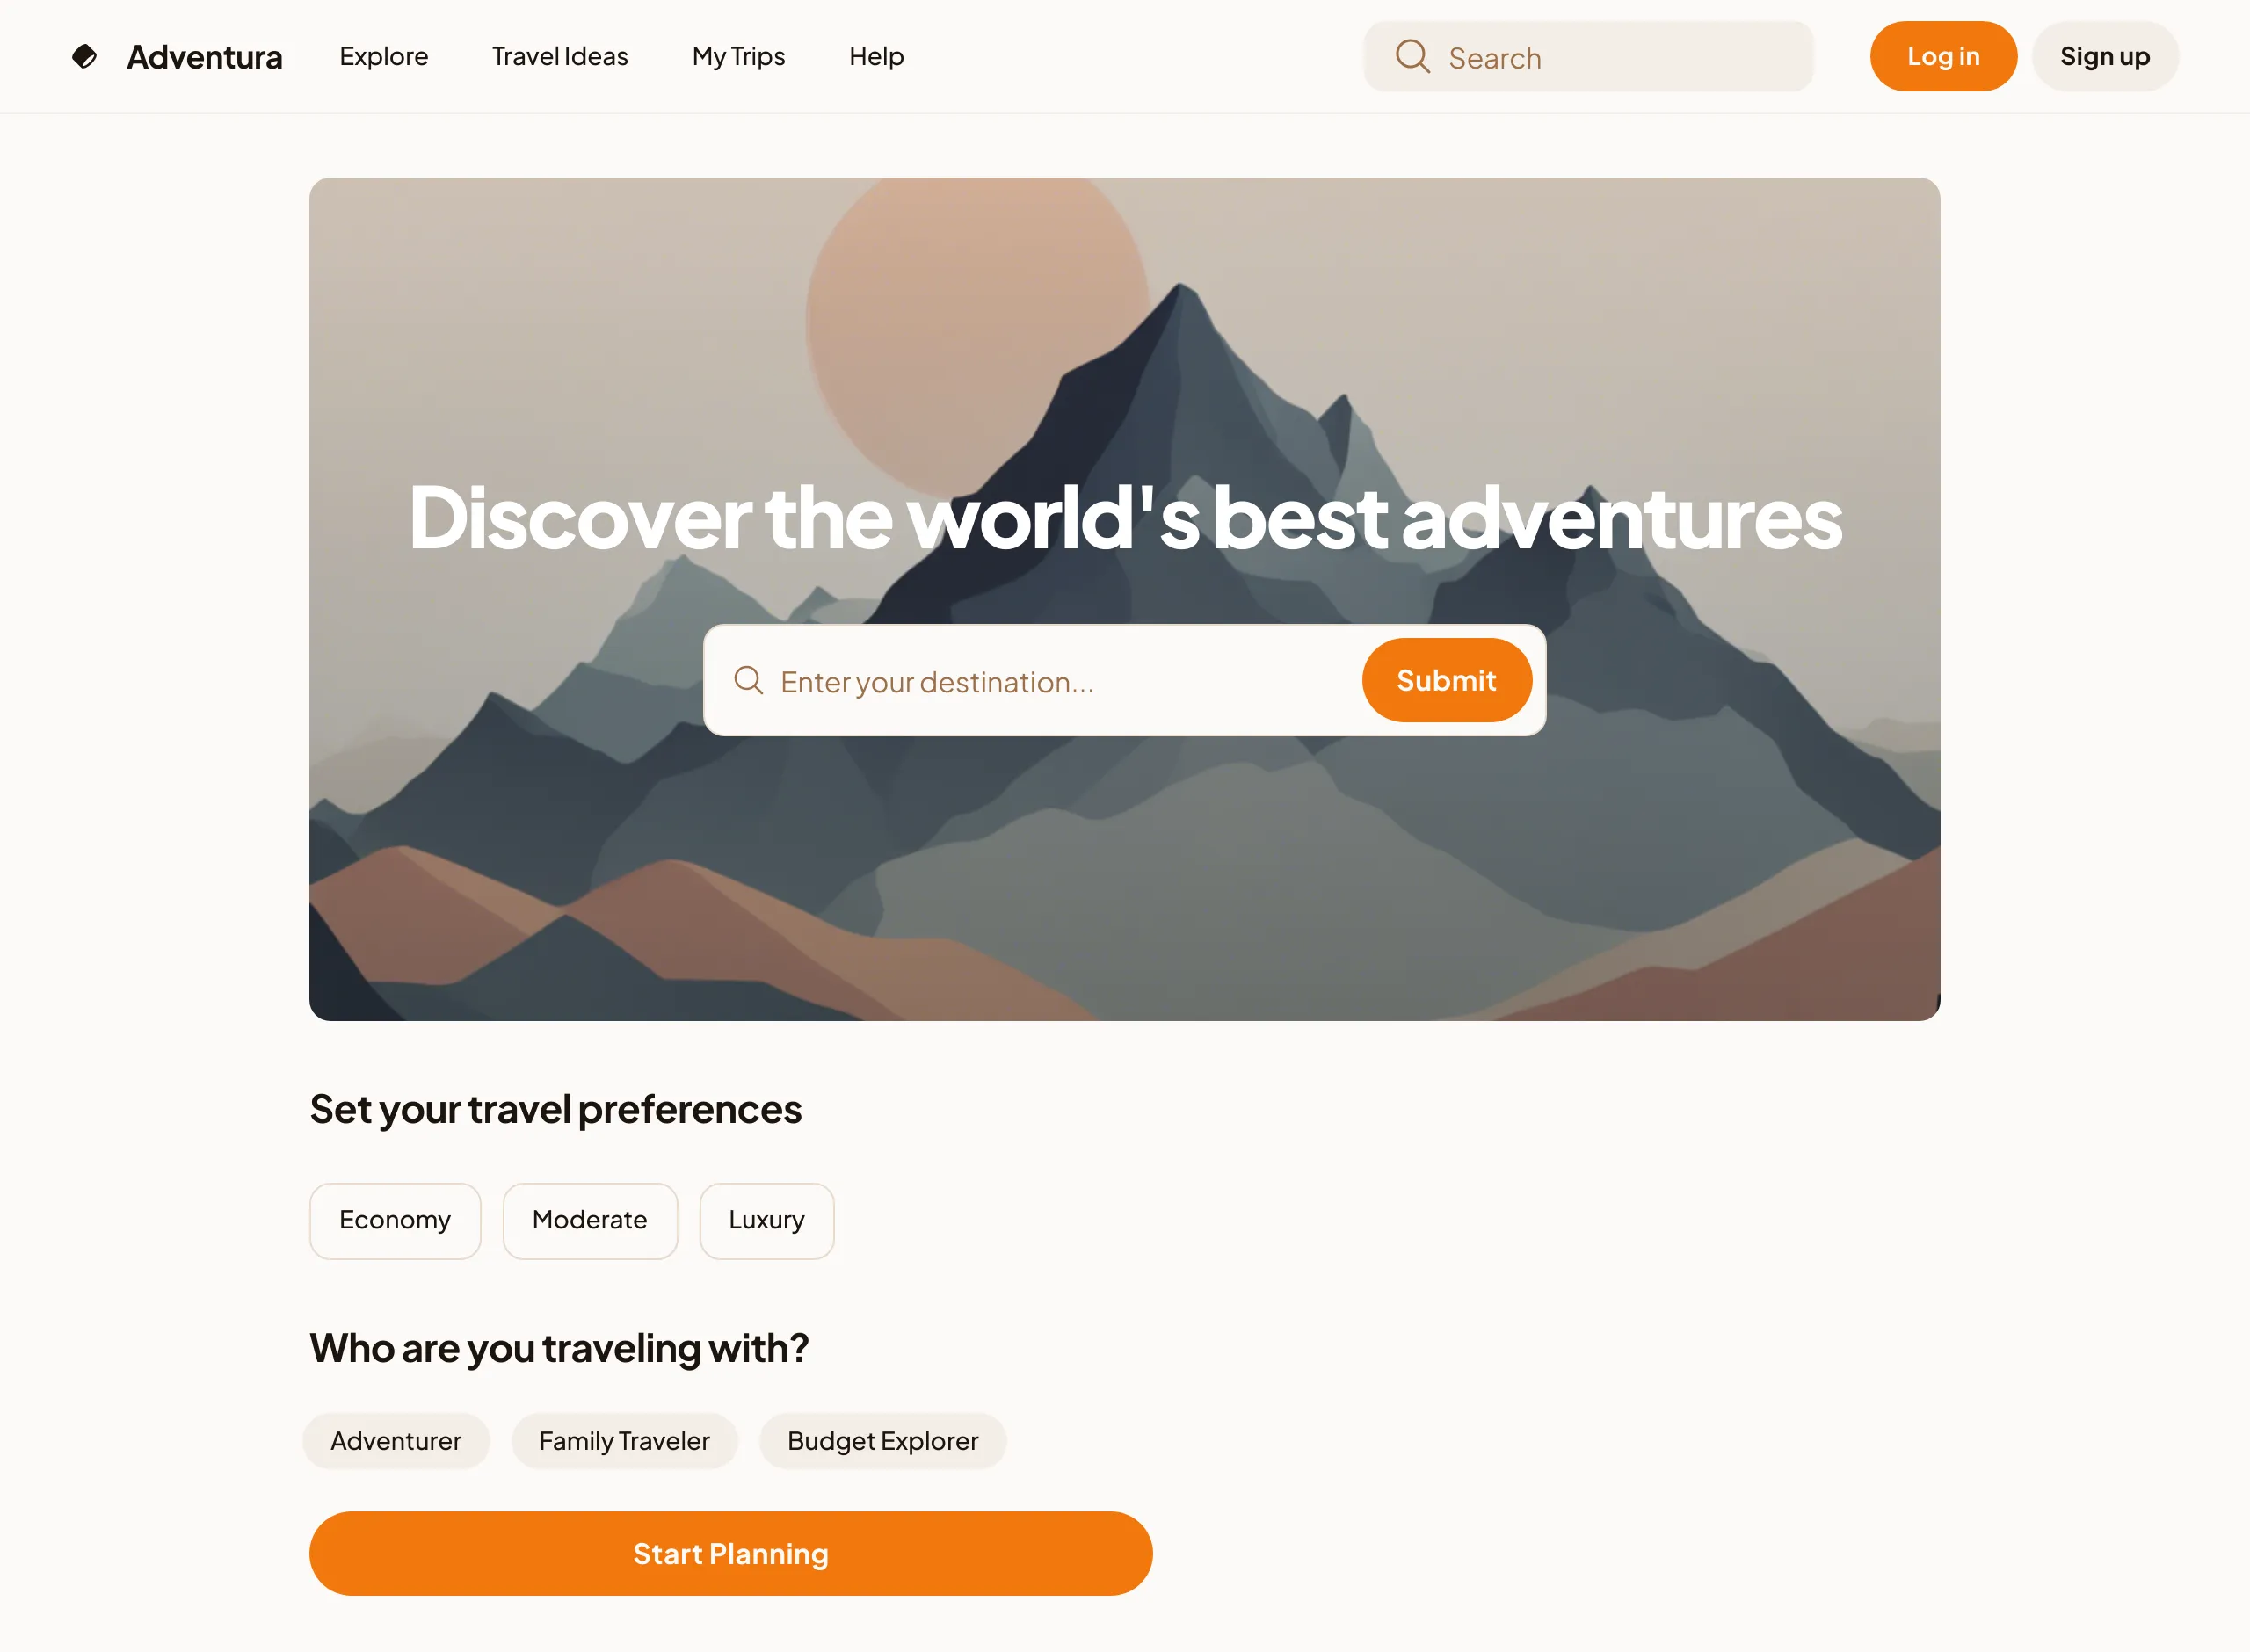 Adventura
Explore
Travel Ideas
My Trips
Help
Search
Log in
Sign up
Discover the world's best adventures
Enter your destination...
Submit
Set your travel preferences
Economy
Moderate
Luxury
Who are you traveling with?
Adventurer
Family Traveler
Budget Explorer
Start Planning